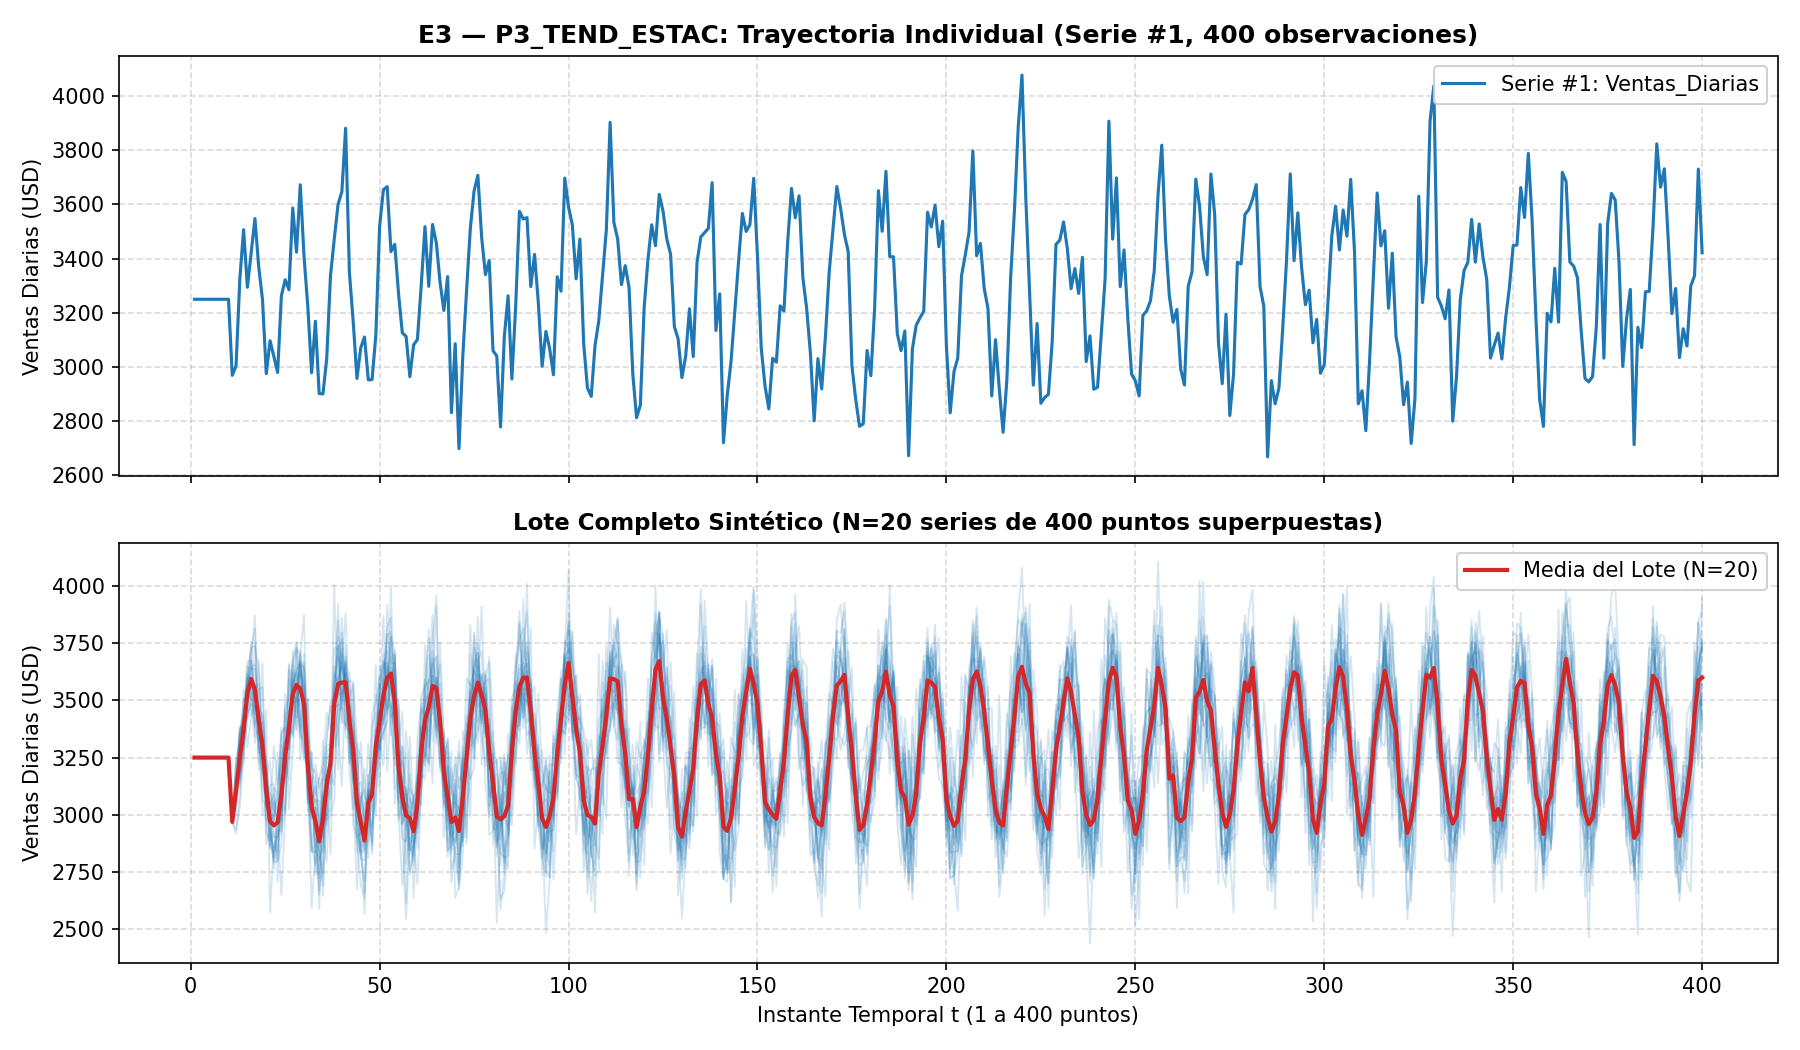 E3 — P3_TEND_ESTAC: Trayectoria Individual (Serie #1, 400 observaciones)
Serie #1: Ventas_Diarias
Ventas Diarias (USD)
4000
3800
3600
3400
3200
3000
2800
2600
Lote Completo Sintético (N=20 series de 400 puntos superpuestas)
Media del Lote (N=20)
Ventas Diarias (USD)
4000
3750
3500
3250
3000
2750
2500
0 50 100 150 200 250 300 350 400
Instante Temporal t (1 a 400 puntos)